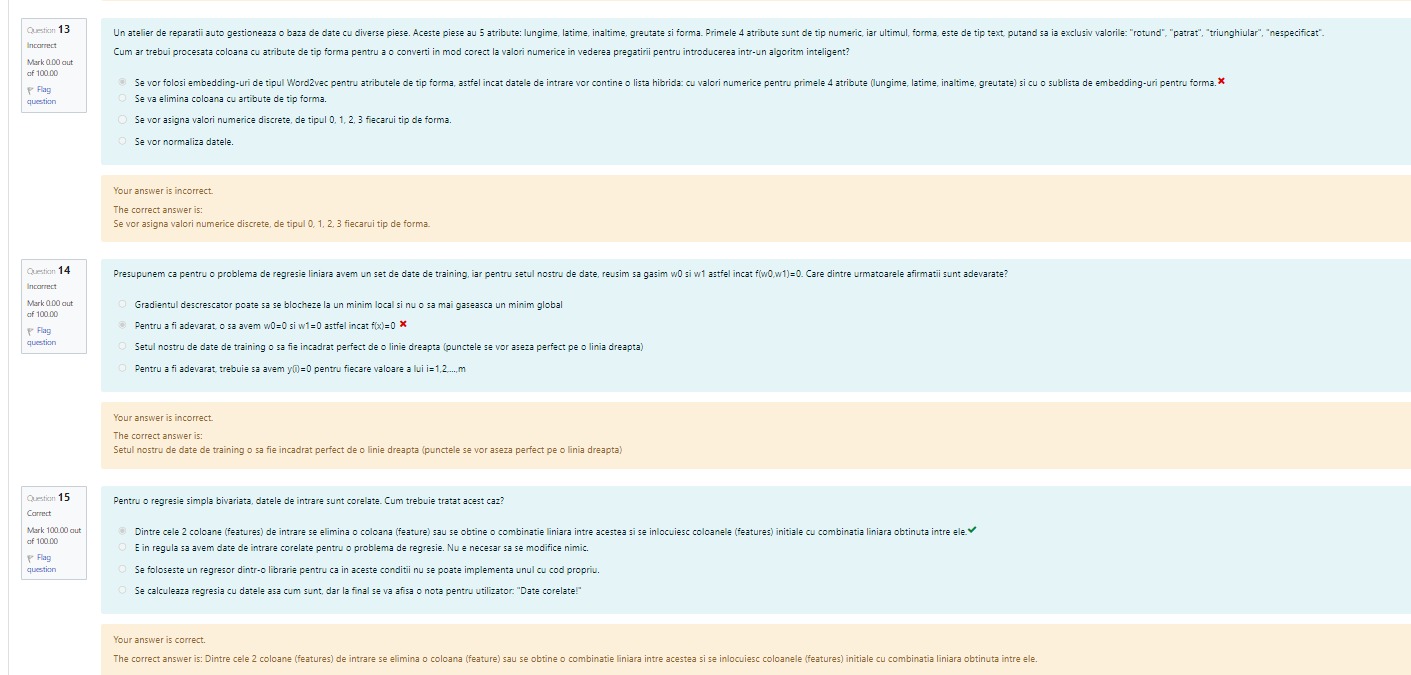 Question 13
Incorrect
Mark 0.00 out
of 100.00
Flag
question
Un atelier de reparatii auto gestioneaza o baza de date cu diverse piese. Aceste piese au 5 atribute: lungime, latime, inaltime, greutate si forma. Primele 4 atribute sunt de tip numeric, iar ultimul, forma, este de tip text, putand sa ia exclusiv valorile: "rotund", "patrat", "triunghiular", "nespecificat".
Cum ar trebui procesata coloana cu atribute de tip forma pentru a o converti in mod corect la valori numerice in vederea pregatirii pentru introducerea intr-un algoritm inteligent?
Se vor folosi embedding-uri de tipul Word2vec pentru atributele de tip forma, astfel incat datele de intrare vor contine o lista hibrida: cu valori numerice pentru primele 4 atribute (lungime, latime, inaltime, greutate) si cu o sublista de embedding-uri pentru forma.
Se va elimina coloana cu artibute de tip forma.
Se vor asigna valori numerice discrete, de tipul 0, 1, 2, 3 fiecarui tip de forma.
Se vor normaliza datele.
Your answer is incorrect.
The correct answer is:
Se vor asigna valori numerice discrete, de tipul 0, 1, 2, 3 fiecarui tip de forma.
Question 14
Incorrect
Mark 0.00 out
of 100.00
Flag
question
Presupunem ca pentru o problema de regresie liniara avem un set de date de training, iar pentru setul nostru de date, reusim sa gasim w0 si w1 astfel incat f(w0,w1)=0. Care dintre urmatoarele afirmatii sunt adevarate?
Gradientul descrescator poate sa se blocheze la un minim local si nu o sa mai gaseasca un minim global
Pentru a fi adevarat, o sa avem w0=0 si w1=0 astfel incat f(x)=0
Setul nostru de date de training o sa fie incadrat perfect de o linie dreapta (punctele se vor aseza perfect pe o linia dreapta)
Pentru a fi adevarat, trebuie sa avem y(i)=0 pentru fiecare valoare a lui i=1,2,...,m
Your answer is incorrect.
The correct answer is:
Setul nostru de date de training o sa fie incadrat perfect de o linie dreapta (punctele se vor aseza perfect pe o linia dreapta)
Question 15
Correct
Mark 100.00 out
of 100.00
Flag
question
Pentru o regresie simpla bivariata, datele de intrare sunt corelate. Cum trebuie tratat acest caz?
Dintre cele 2 coloane (features) de intrare se elimina o coloana (feature) sau se obtine o combinatie liniara intre acestea si se inlocuiesc coloanele (features) initiale cu combinatia liniara obtinuta intre ele.
E in regula sa avem date de intrare corelate pentru o problema de regresie. Nu e necesar sa se modifice nimic.
Se foloseste un regresor dintr-o librarie pentru ca in aceste conditii nu se poate implementa unul cu cod propriu.
Se calculeaza regresia cu datele asa cum sunt, dar la final se va afisa o nota pentru utilizator: "Date corelate!"
Your answer is correct.
The correct answer is: Dintre cele 2 coloane (features) de intrare se elimina o coloana (feature) sau se obtine o combinatie liniara intre acestea si se inlocuiesc coloanele (features) initiale cu combinatia liniara obtinuta intre ele.